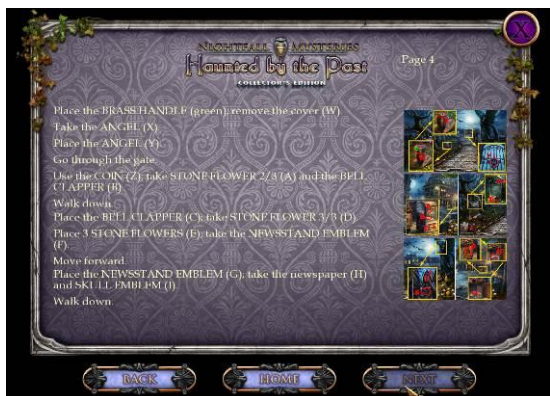 X
NIGHTFALL MYSTERIES
Haunted by the Past
COLLECTOR'S EDITION
Page 4
Place the BRASS HANDLE (green); remove the cover (W).
Take the ANGEL (X).
Place the ANGEL (Y).
Go through the gate.
Use the COIN (Z); take STONE FLOWER 2/3 (A) and the BELL
CLAPPER (B).
Walk down.
Place the BELL CLAPPER (C); take STONE FLOWER 3/3 (D).
Place 3 STONE FLOWERS (E); take the NEWSSTAND EMBLEM
(F).
Move forward.
Place the NEWSSTAND EMBLEM (G); take the newspaper (H)
and SKULL EMBLEM (I).
Walk down.
BACK
HOME
NEXT